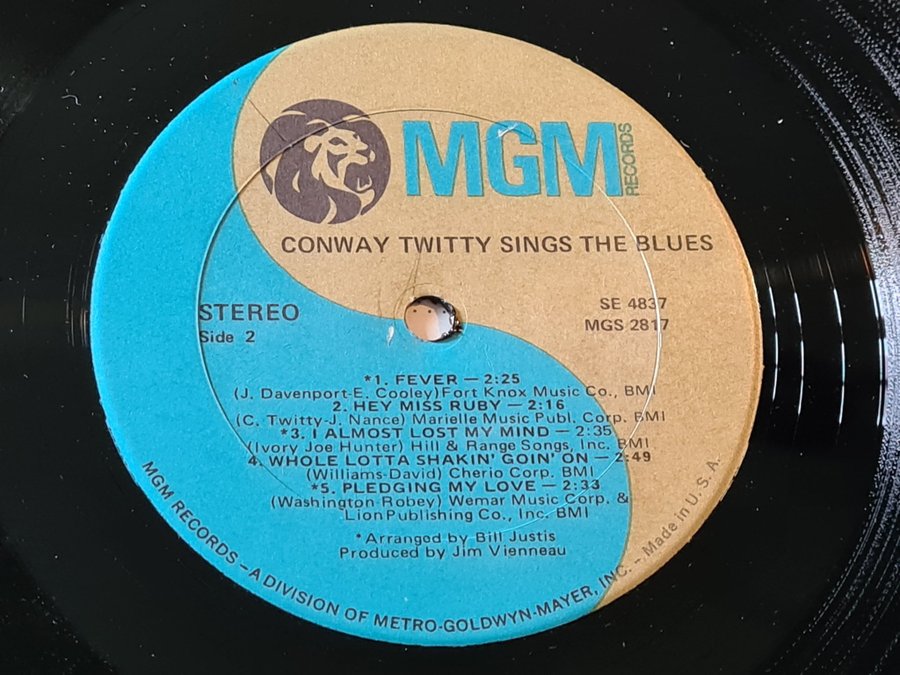 MGM RECORDS
CONWAY TWITTY SINGS THE BLUES
STEREO
Side 2
SE 4837
MGS 2817
*1. FEVER — 2:25
(J. Davenport-E. Cooley) Fort Knox Music Co., BMI
2. HEY MISS RUBY — 2:16
(C. Twitty-J. Nance) Marielle Music Publ. Corp. BMI
*3. I ALMOST LOST MY MIND — 2:35
(Ivory Joe Hunter) Hill & Range Songs, Inc. BMI
4. WHOLE LOTTA SHAKIN' GOIN' ON — 2:49
(Williams-David) Cherio Corp. BMI
*5. PLEDGING MY LOVE — 2:33
(Washington-Robey) Wemar Music Corp. &
Lion Publishing Co., Inc. BMI
*Arranged by Bill Justis
Produced by Jim Vienneau
MGM RECORDS – A DIVISION OF METRO-GOLDWYN-MAYER, INC. – Made in U. S. A.